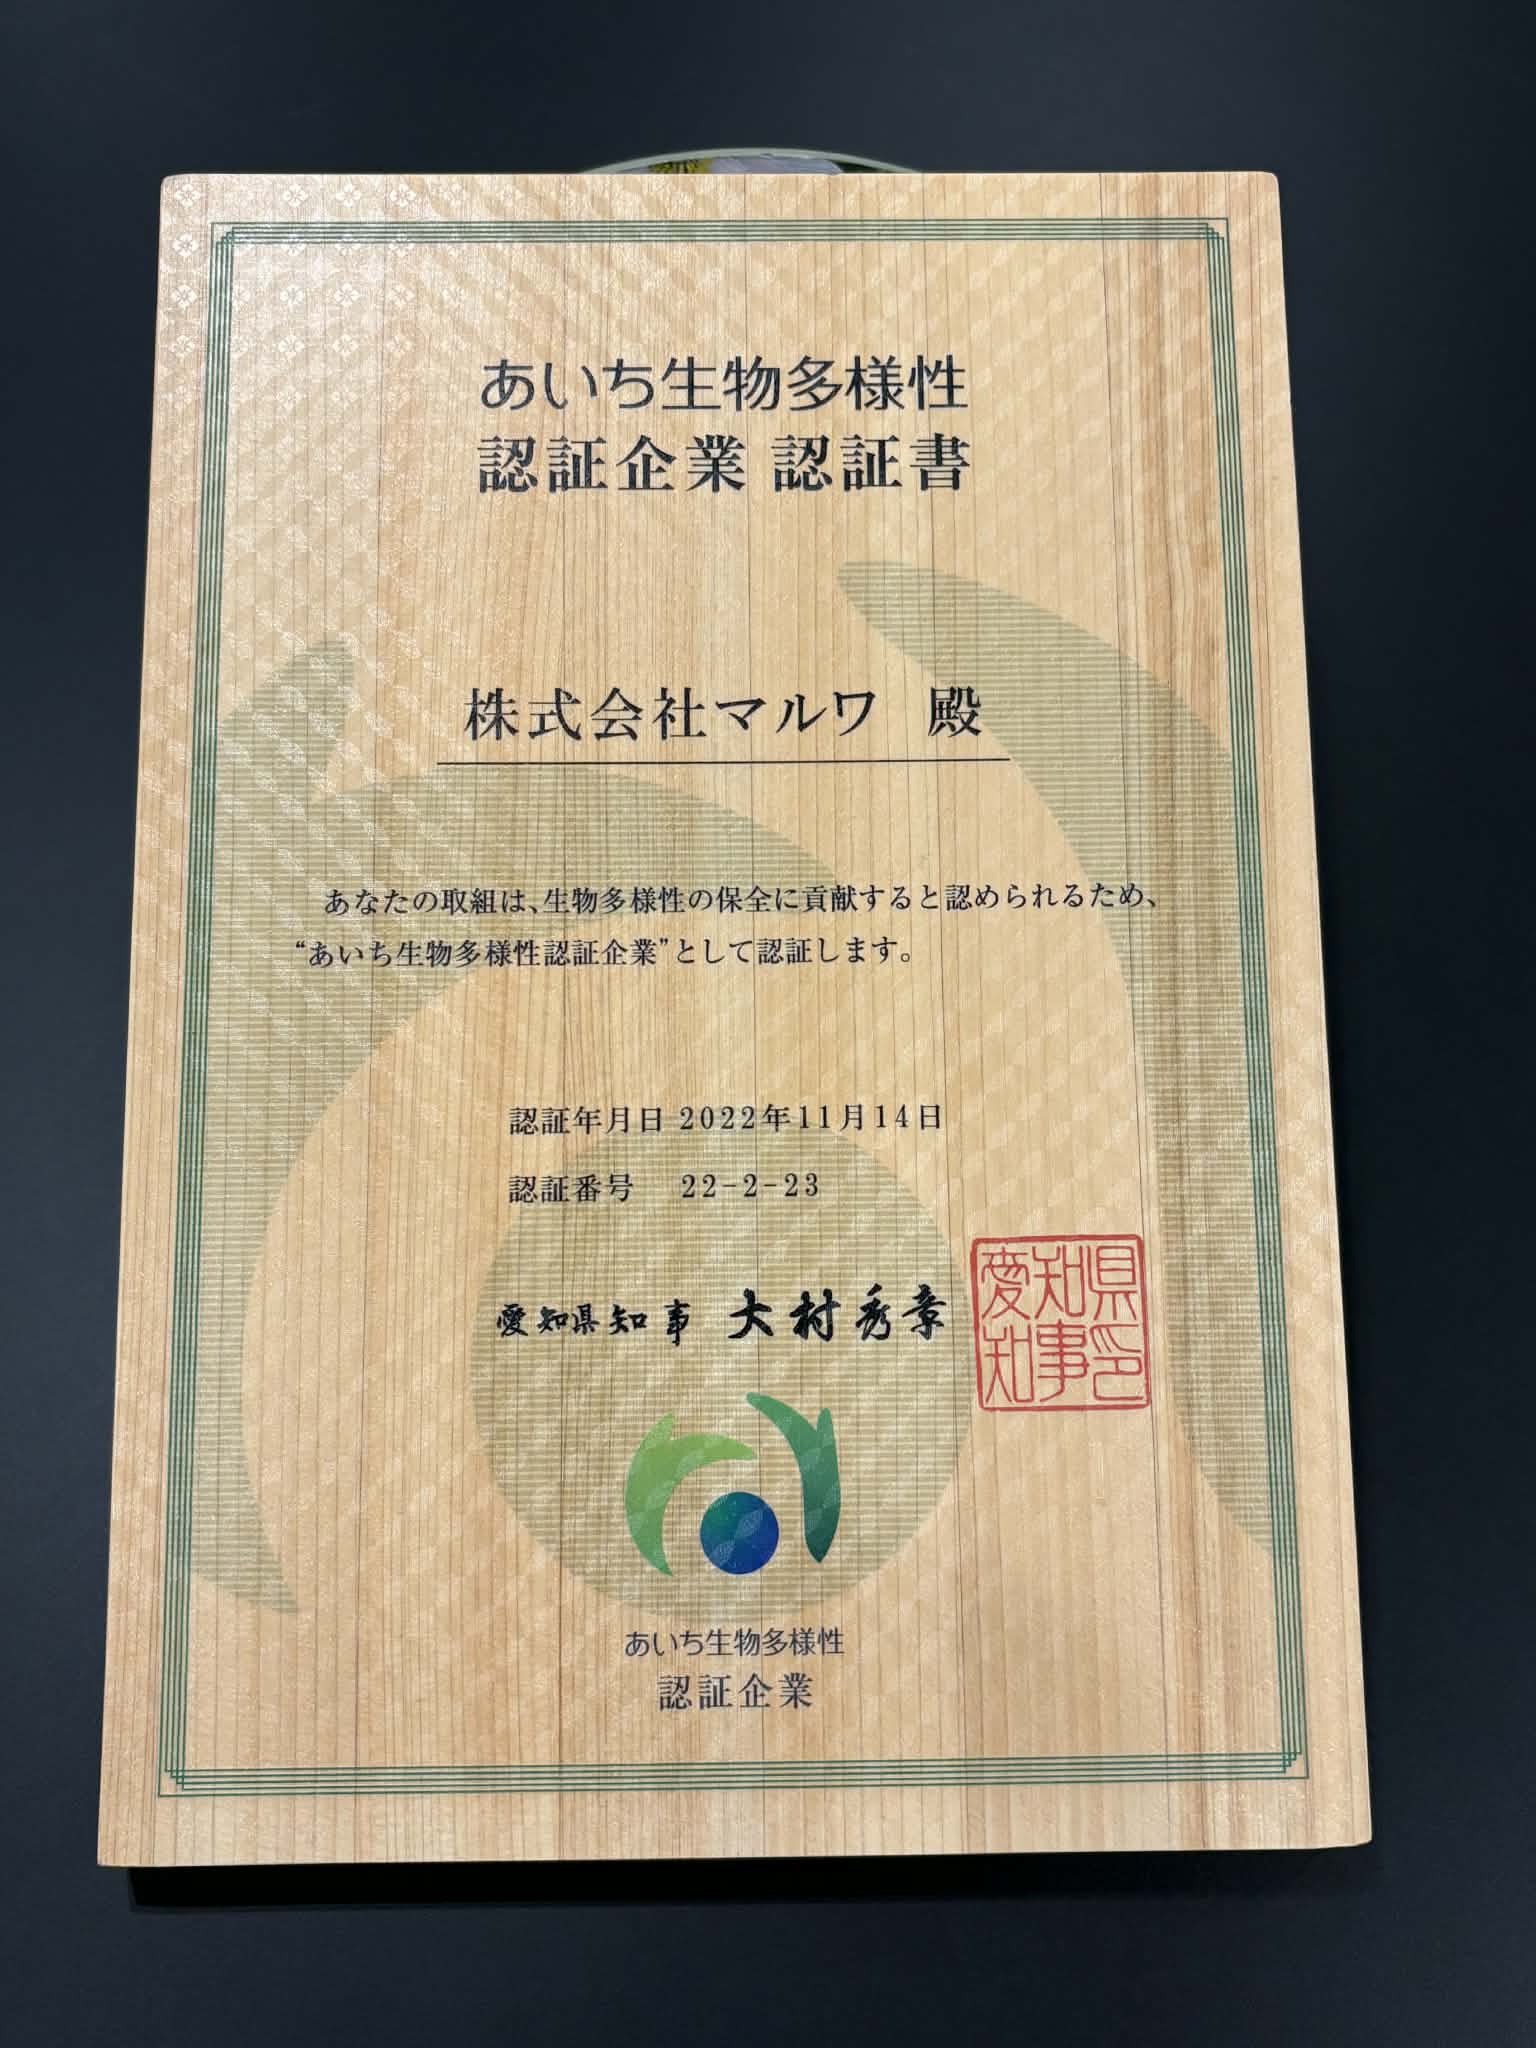 あいち生物多様性
認証企業 認証書
株式会社マルワ　殿
あなたの取組は、生物多様性の保全に貢献すると認められるため、
“あいち生物多様性認証企業”として認証します。
認証年月日 2022年11月14日
認証番号　22-2-23
愛知県知事　大村秀章
愛知県
知事印
あいち生物多様性
認証企業